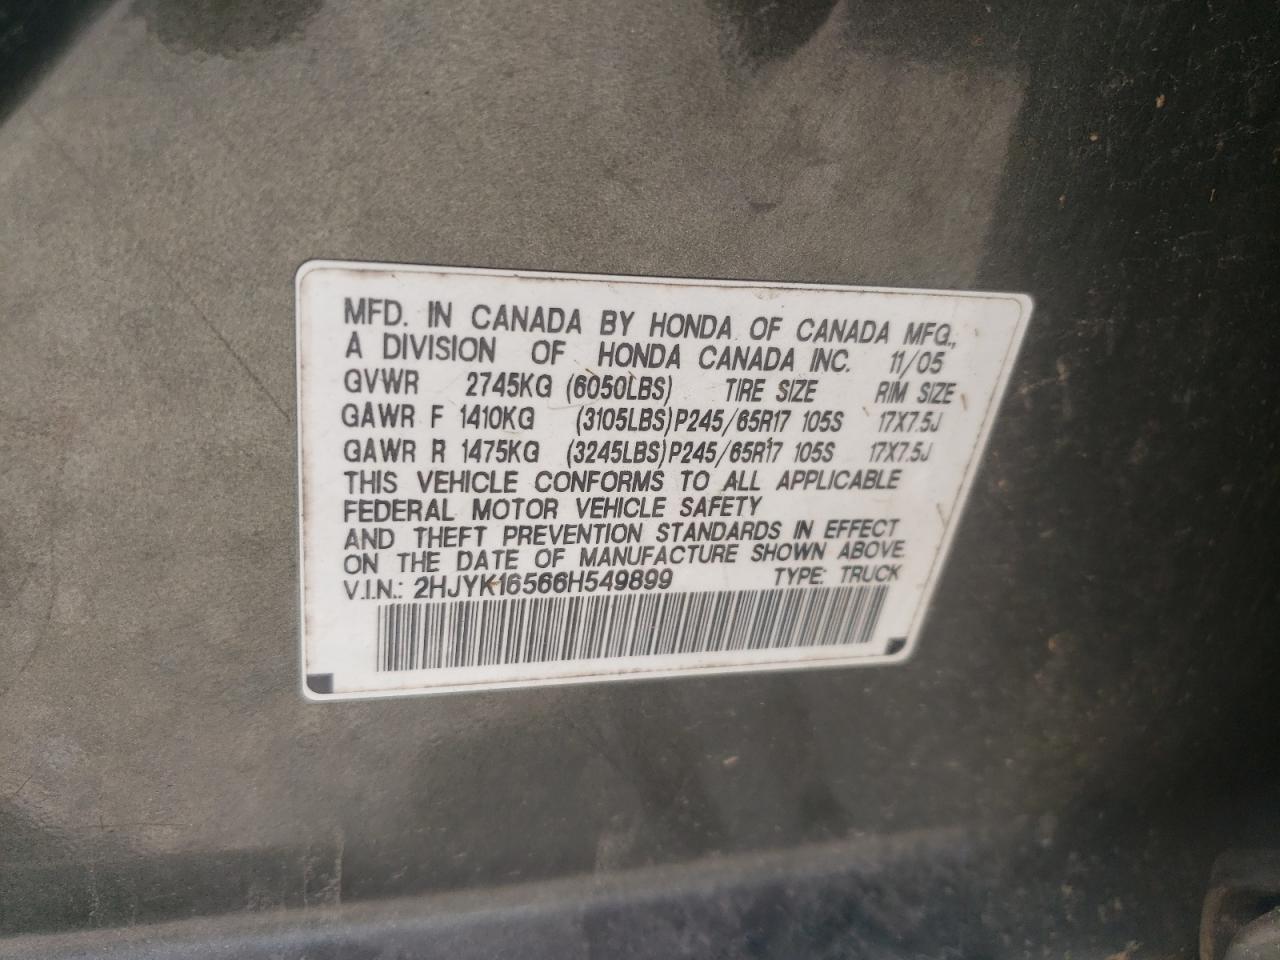 MFD. IN CANADA BY HONDA OF CANADA MFG.,
A DIVISION OF HONDA CANADA INC. 11/05
GVWR 2745KG (6050LBS) TIRE SIZE RIM SIZE
GAWR F 1410KG (3105LBS) P245/65R17 105S 17X7.5J
GAWR R 1475KG (3245LBS) P245/65R17 105S 17X7.5J
THIS VEHICLE CONFORMS TO ALL APPLICABLE
FEDERAL MOTOR VEHICLE SAFETY
AND THEFT PREVENTION STANDARDS IN EFFECT
ON THE DATE OF MANUFACTURE SHOWN ABOVE.
V.I.N.: 2HJYK16566H549899 TYPE: TRUCK